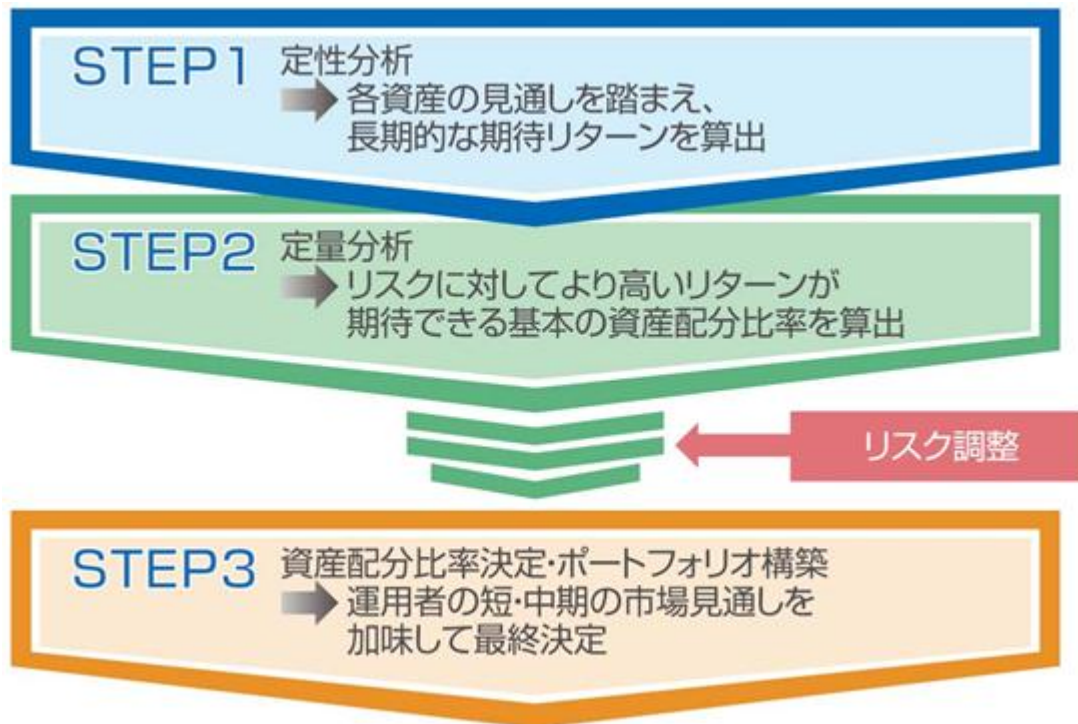 STEP1 定性分析
各資産の見通しを踏まえ、
長期的な期待リターンを算出
STEP2 定量分析
リスクに対してより高いリターンが
期待できる基本の資産配分比率を算出
リスク調整
STEP3 資産配分比率決定・ポートフォリオ構築
運用者の短・中期の市場見通しを
加味して最終決定